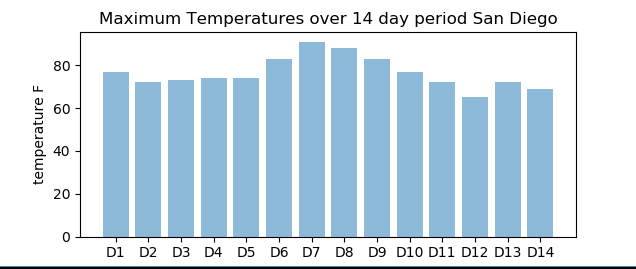 Maximum Temperatures over 14 day period San Diego
temperature F
80
60
40
20
0
D1 D2 D3 D4 D5 D6 D7 D8 D9 D10 D11 D12 D13 D14